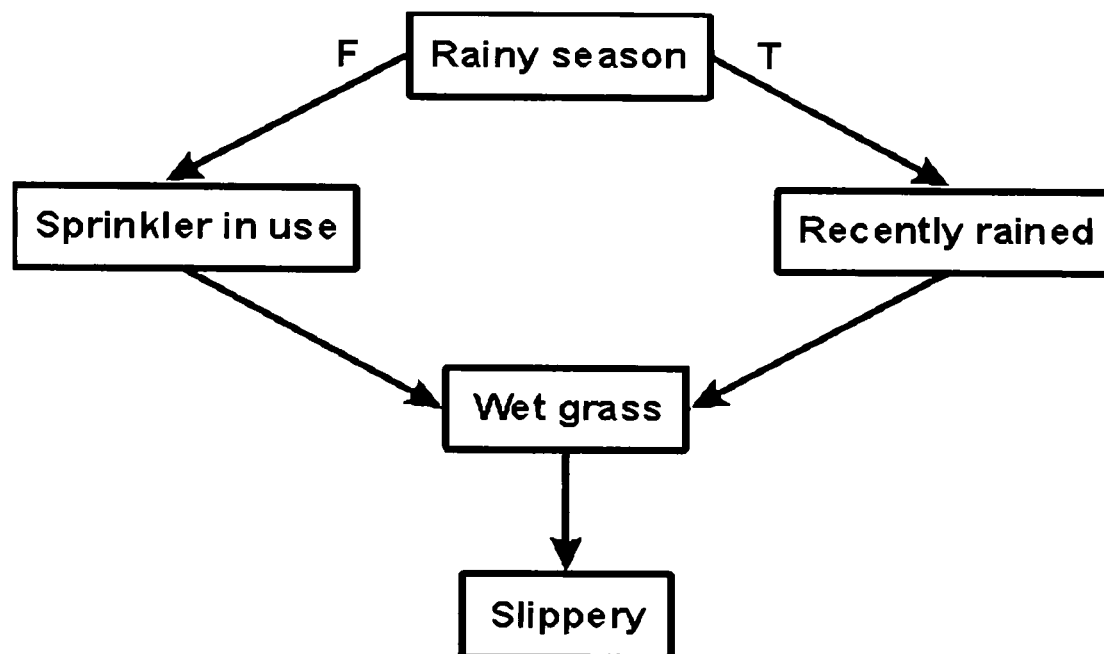 Rainy season
F
T
Sprinkler in use
Recently rained
Wet grass
Slippery